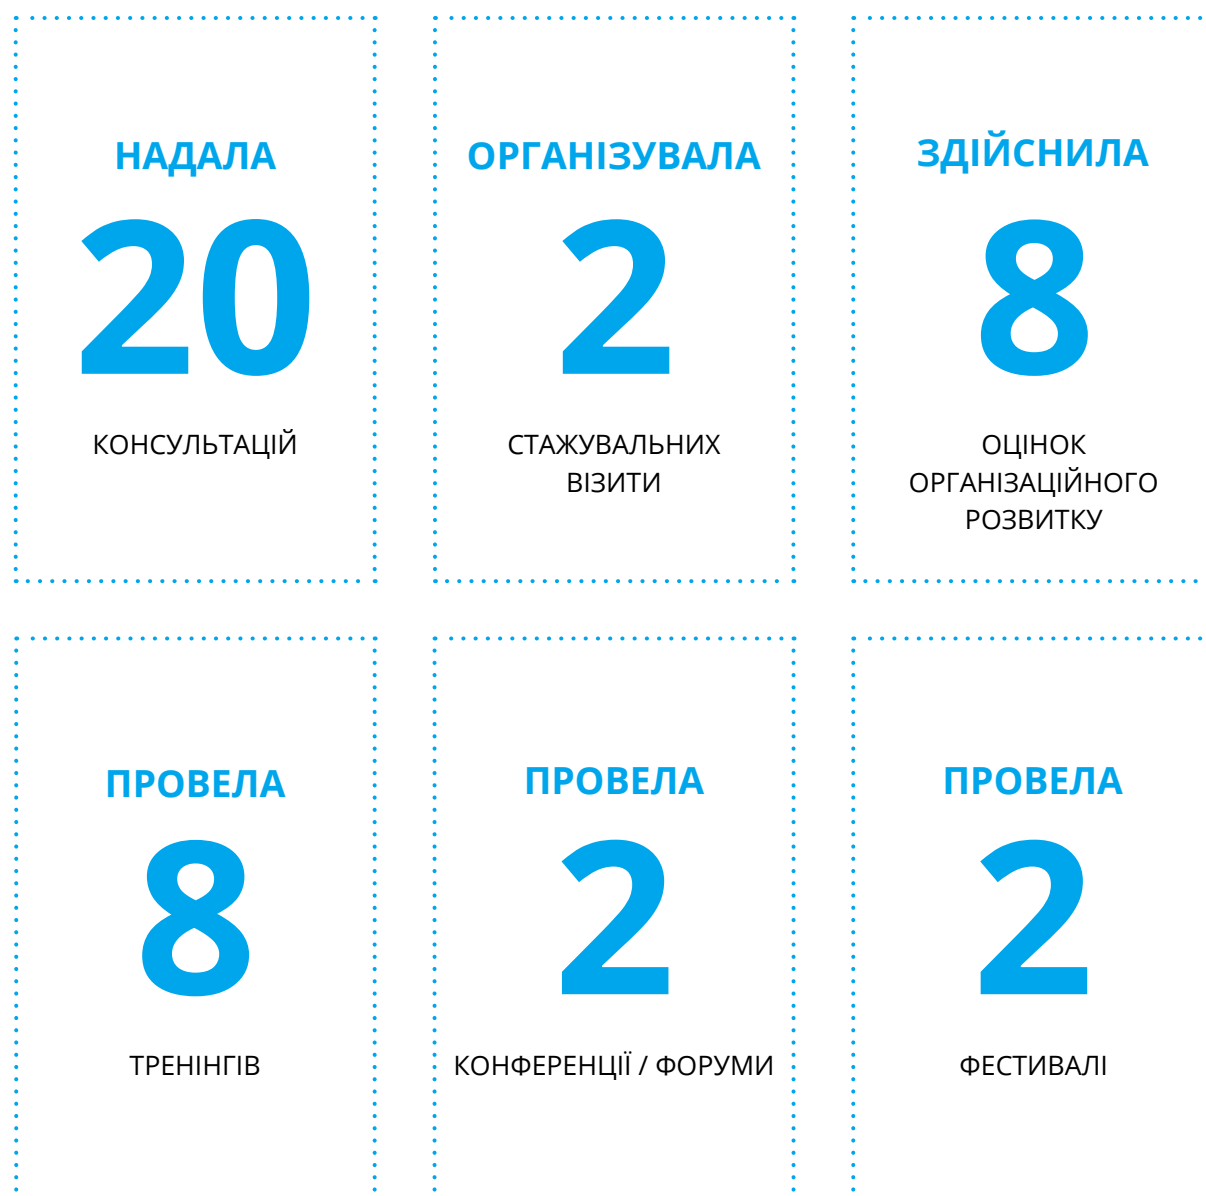 НАДАЛА
20
КОНСУЛЬТАЦІЙ
ОРГАНІЗУВАЛА
2
СТАЖУВАЛЬНИХ
ВІЗИТИ
ЗДІЙСНИЛА
8
ОЦІНОК
ОРГАНІЗАЦІЙНОГО
РОЗВИТКУ
ПРОВЕЛА
8
ТРЕНІНГІВ
ПРОВЕЛА
2
КОНФЕРЕНЦІЇ / ФОРУМИ
ПРОВЕЛА
2
ФЕСТИВАЛІ